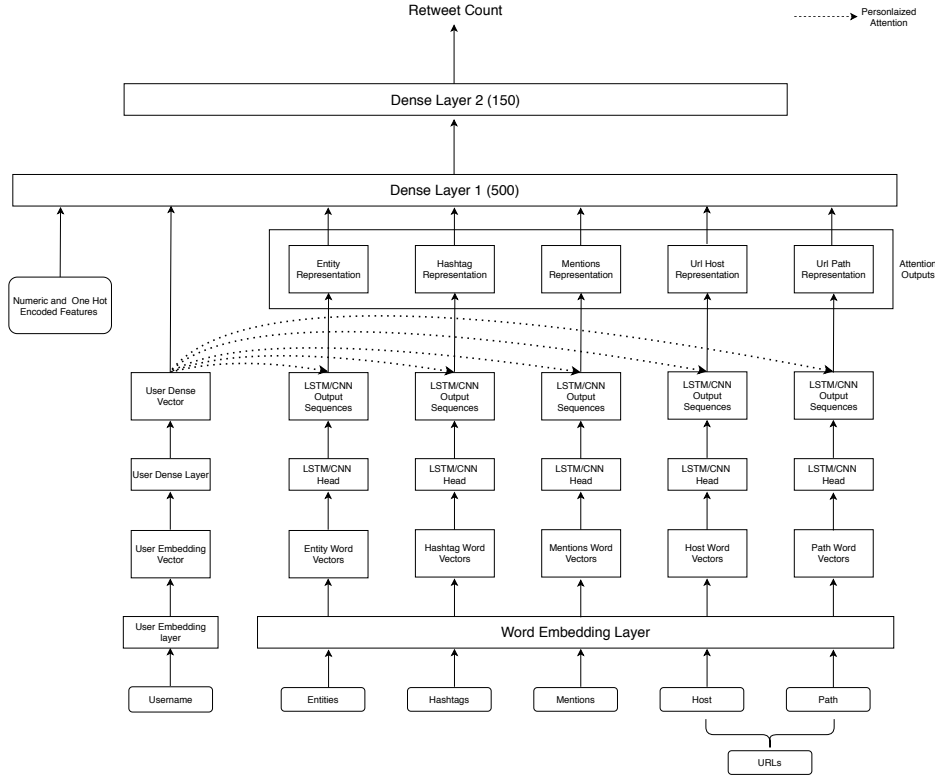 Retweet Count
Personlaized
Attention
Dense Layer 2 (150)
Dense Layer 1 (500)
Numeric and One Hot
Encoded Features
Entity
Representation
Hashtag
Representation
Mentions
Representation
Url Host
Representation
Url Path
Representation
Attention
Outputs
User Dense
Vector
LSTM/CNN
Output
Sequences
LSTM/CNN
Output
Sequences
LSTM/CNN
Output
Sequences
LSTM/CNN
Output
Sequences
LSTM/CNN
Output
Sequences
User Dense Layer
LSTM/CNN
Head
LSTM/CNN
Head
LSTM/CNN
Head
LSTM/CNN
Head
LSTM/CNN
Head
User Embedding
Vector
Entity Word
Vectors
Hashtag Word
Vectors
Mentions Word
Vectors
Host Word
Vectors
Path Word
Vectors
User Embedding
layer
Word Embedding Layer
Username
Entities
Hashtags
Mentions
Host
Path
URLs